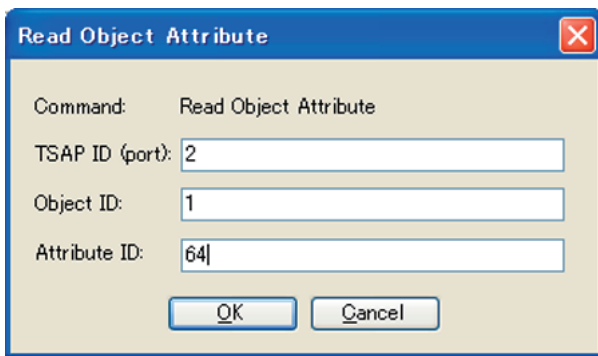 Read Object Attribute
Command: Read Object Attribute
TSAP ID (port): 2
Object ID: 1
Attribute ID: 64
OK Cancel